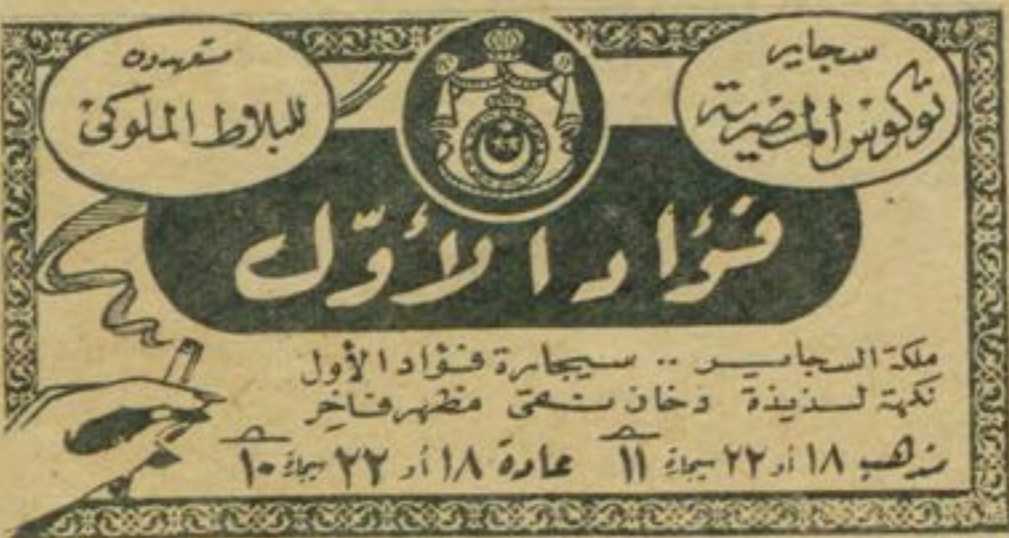 سجاير
توكوس المصرية
متعهدون
للبلاط الملوكى
فؤاد الأوّل
ملكة السجاير .. سيجارة فؤاد الأول
نكهة لذيذة دخان شهى مظهر فاخر
مذهب ١٨ أو ٢٢ سيجارة ١١ عادة ١٨ أو ٢٢ سيجارة ١٠